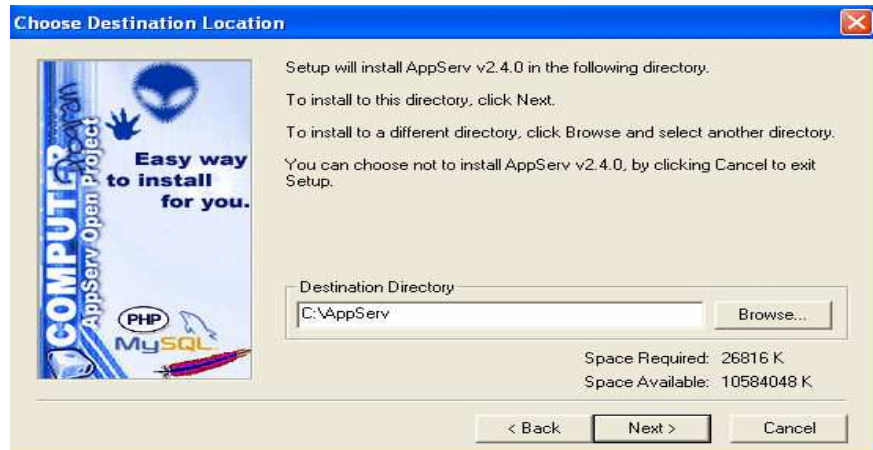 Choose Destination Location
Setup will install AppServ v2.4.0 in the following directory.
To install to this directory, click Next.
To install to a different directory, click Browse and select another directory.
You can choose not to install AppServ v2.4.0, by clicking Cancel to exit
Setup.
COMPUTER
Program
AppServ Open Project
Easy way
to install
for you.
PHP
MySQL
Destination Directory
C:\AppServ
Browse...
Space Required: 26816 K
Space Available: 10584048 K
< Back
Next >
Cancel